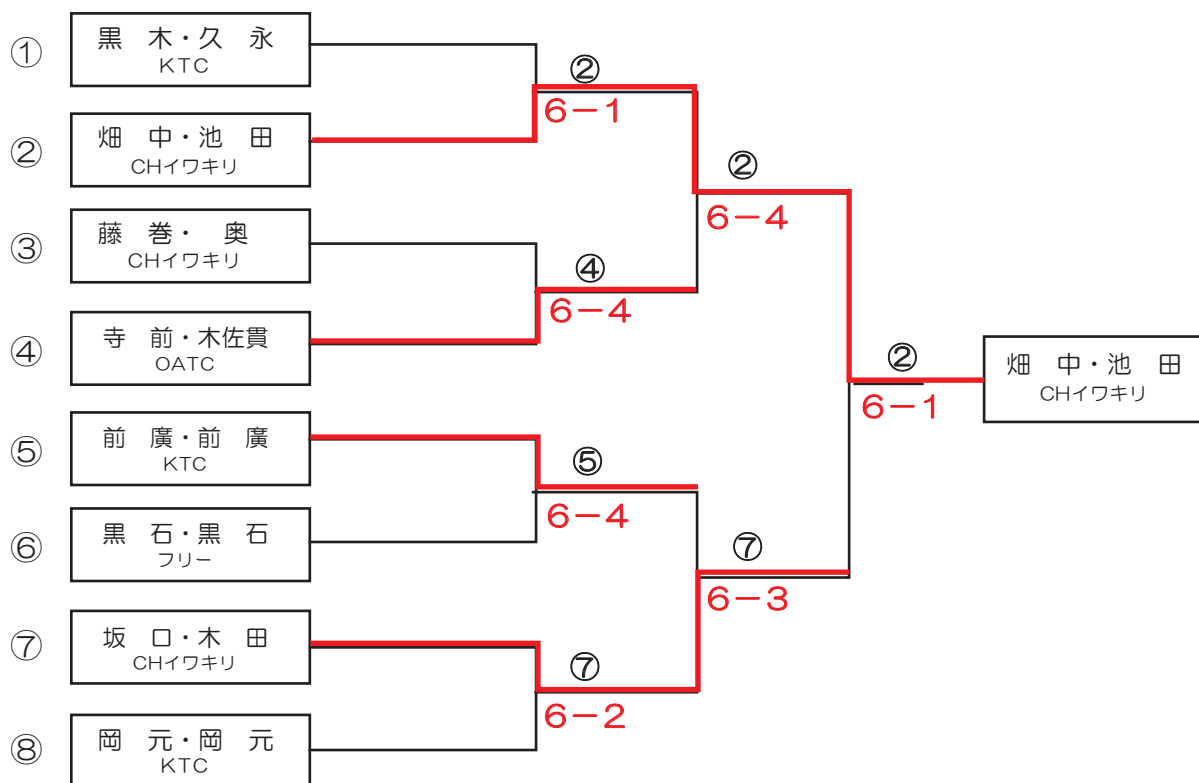 ① 黒 木・久 永
KTC
② 畑 中・池 田
CHイワキリ
③ 藤 巻・ 奥
CHイワキリ
④ 寺 前・木佐貫
OATC
⑤ 前 廣・前 廣
KTC
⑥ 黒 石・黒 石
フリー
⑦ 坂 口・木 田
CHイワキリ
⑧ 岡 元・岡 元
KTC
②
6-1
④
6-4
⑤
6-4
⑦
6-2
②
6-4
⑦
6-3
②
6-1
畑 中・池 田
CHイワキリ